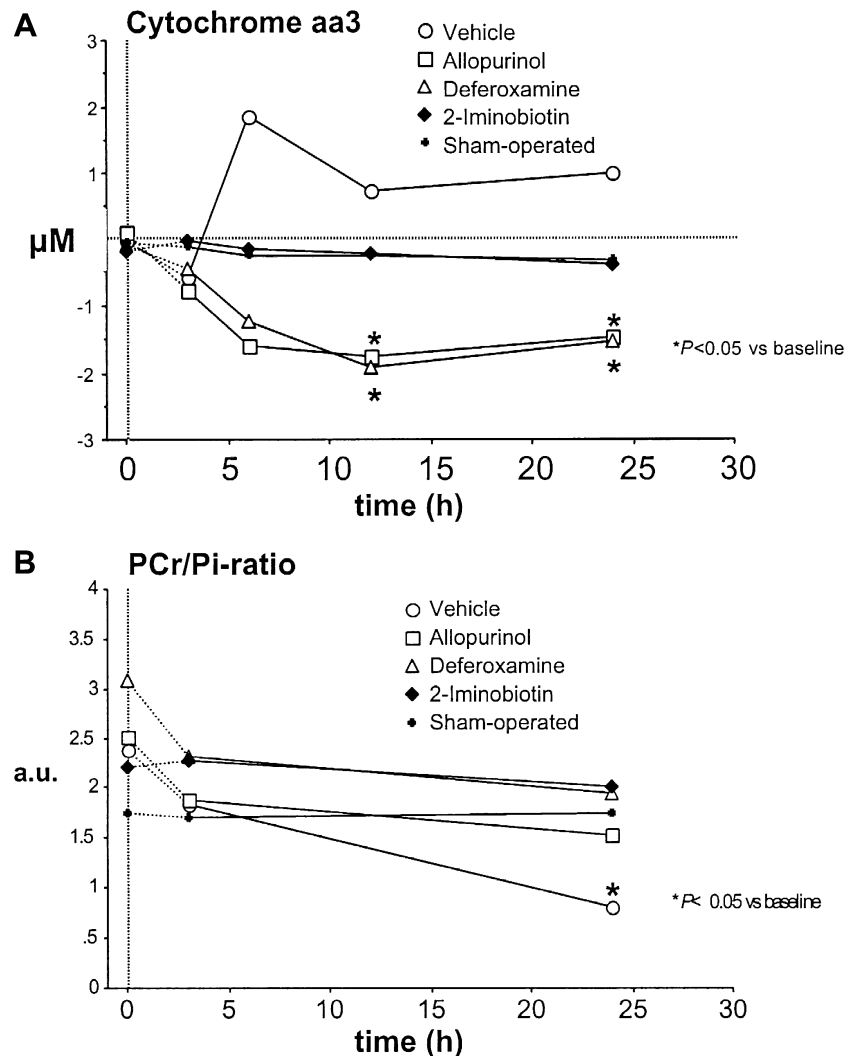 A Cytochrome aa3
Vehicle
Allopurinol
Deferoxamine
2-Iminobiotin
Sham-operated
3
2
1
µM
-1
-2
-3
* *
* *
*P<0.05 vs baseline
0 5 10 15 20 25 30
time (h)
B PCr/Pi-ratio
Vehicle
Allopurinol
Deferoxamine
2-Iminobiotin
Sham-operated
4
3.5
3
2.5
a.u.
2
1.5
1
.5
0
*
*P< 0.05 vs baseline
0 5 10 15 20 25 30
time (h)